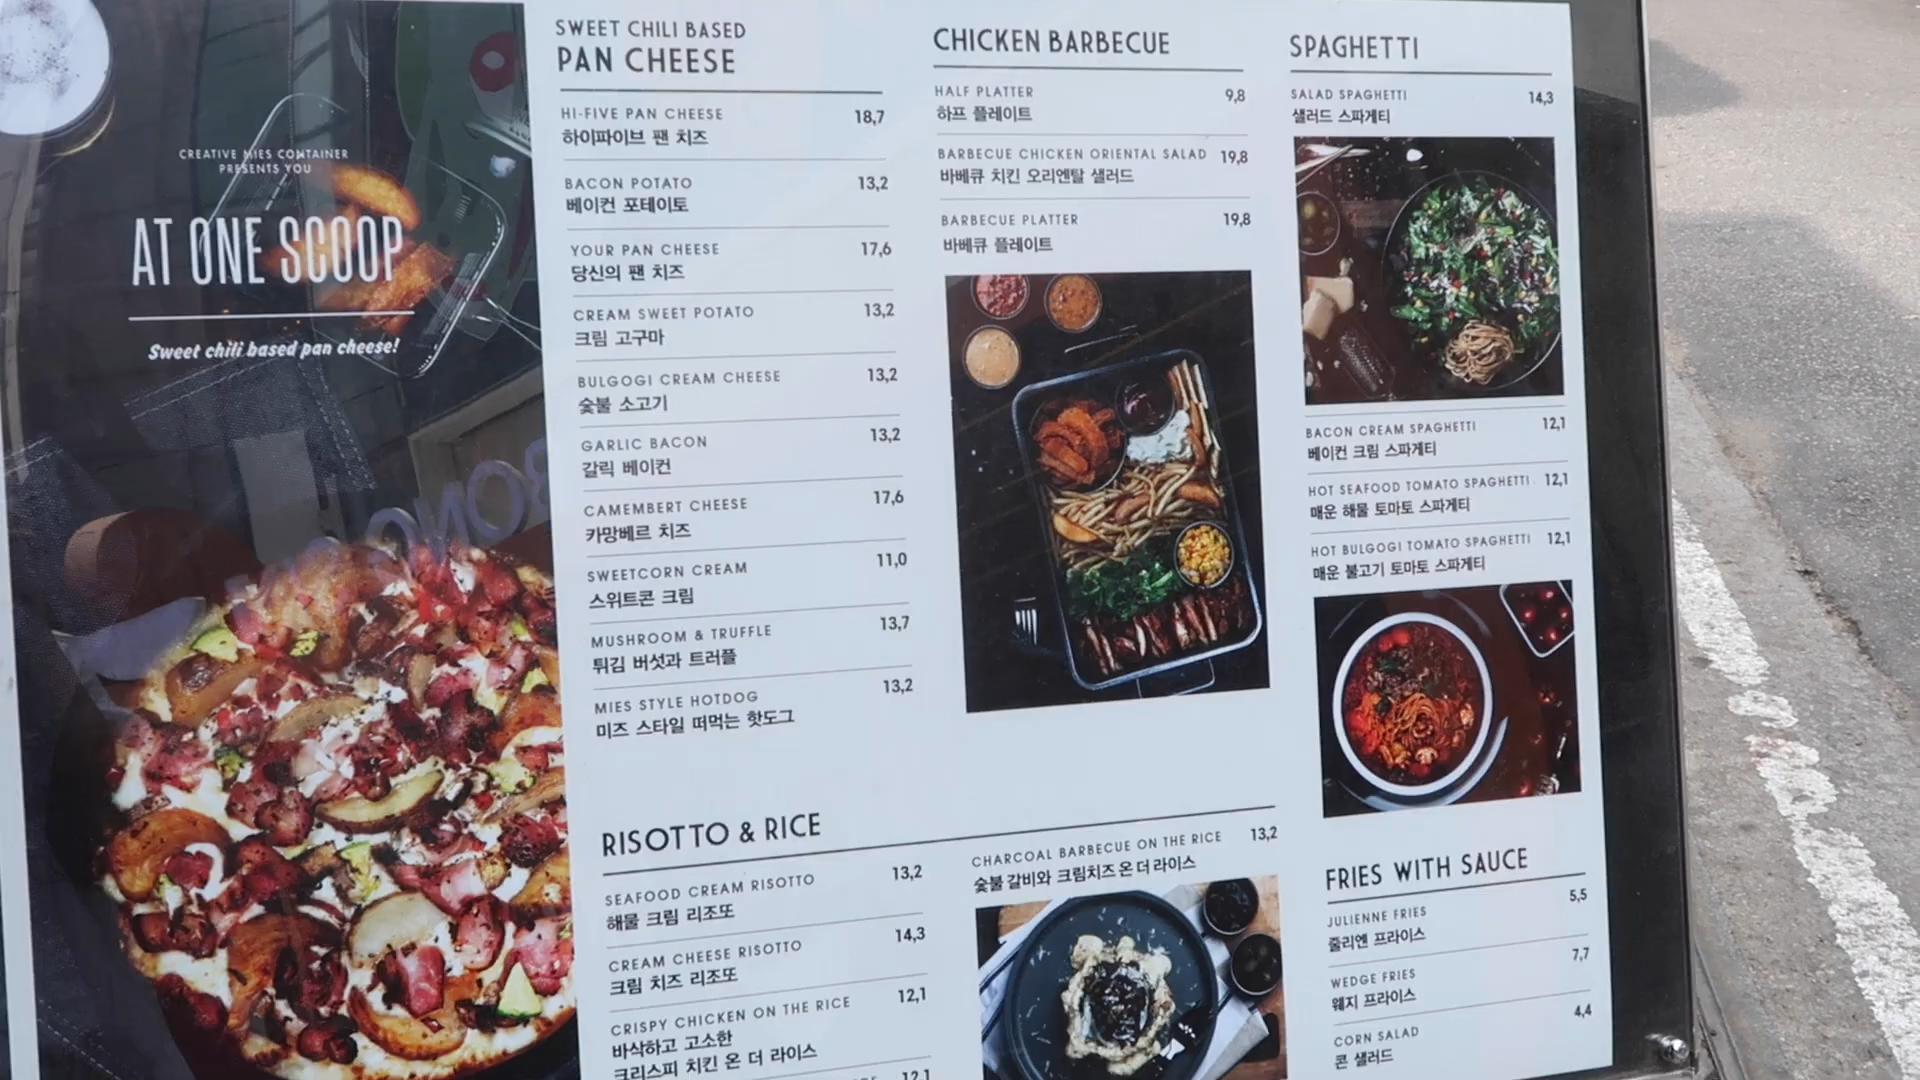 CREATIVE MIES CONTAINER
PRESENTS YOU
AT ONE SCOOP
Sweet chili based pan cheese!
SWEET CHILI BASED
PAN CHEESE
HI-FIVE PAN CHEESE 18,7
하이파이브 팬 치즈
BACON POTATO 13,2
베이컨 포테이토
YOUR PAN CHEESE 17,6
당신의 팬 치즈
CREAM SWEET POTATO 13,2
크림 고구마
BULGOGI CREAM CHEESE 13,2
숯불 소고기
GARLIC BACON 13,2
갈릭 베이컨
CAMEMBERT CHEESE 17,6
카망베르 치즈
SWEETCORN CREAM 11,0
스위트콘 크림
MUSHROOM & TRUFFLE 13,7
튀김 버섯과 트러플
MIES STYLE HOTDOG 13,2
미즈 스타일 떠먹는 핫도그
CHICKEN BARBECUE
HALF PLATTER 9,8
하프 플레이트
BARBECUE CHICKEN ORIENTAL SALAD 19,8
바베큐 치킨 오리엔탈 샐러드
BARBECUE PLATTER 19,8
바베큐 플레이트
SPAGHETTI
SALAD SPAGHETTI 14,3
샐러드 스파게티
BACON CREAM SPAGHETTI 12,1
베이컨 크림 스파게티
HOT SEAFOOD TOMATO SPAGHETTI 12,1
매운 해물 토마토 스파게티
HOT BULGOGI TOMATO SPAGHETTI 12,1
매운 불고기 토마토 스파게티
RISOTTO & RICE
SEAFOOD CREAM RISOTTO 13,2
해물 크림 리조또
CREAM CHEESE RISOTTO 14,3
크림 치즈 리조또
CRISPY CHICKEN ON THE RICE 12,1
바삭하고 고소한
크리스피 치킨 온 더 라이스
12,1
CHARCOAL BARBECUE ON THE RICE 13,2
숯불갈비와 크림치즈 온 더 라이스
FRIES WITH SAUCE
JULIENNE FRIES 5,5
줄리엔 프라이스
WEDGE FRIES 7,7
웨지 프라이스
CORN SALAD 4,4
콘 샐러드